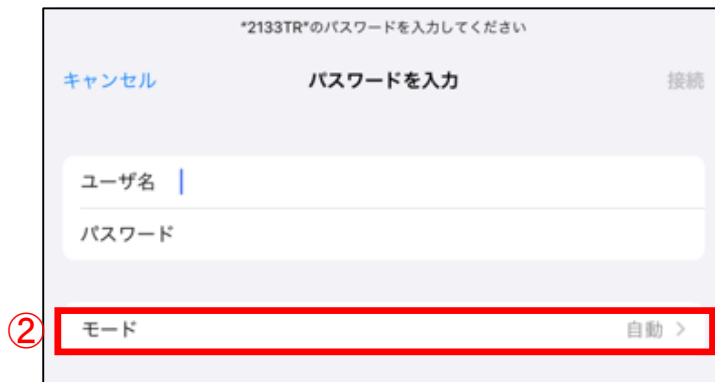 "2133TR"のパスワードを入力してください
キャンセル パスワードを入力 接続
ユーザ名
パスワード
② モード 自動 >